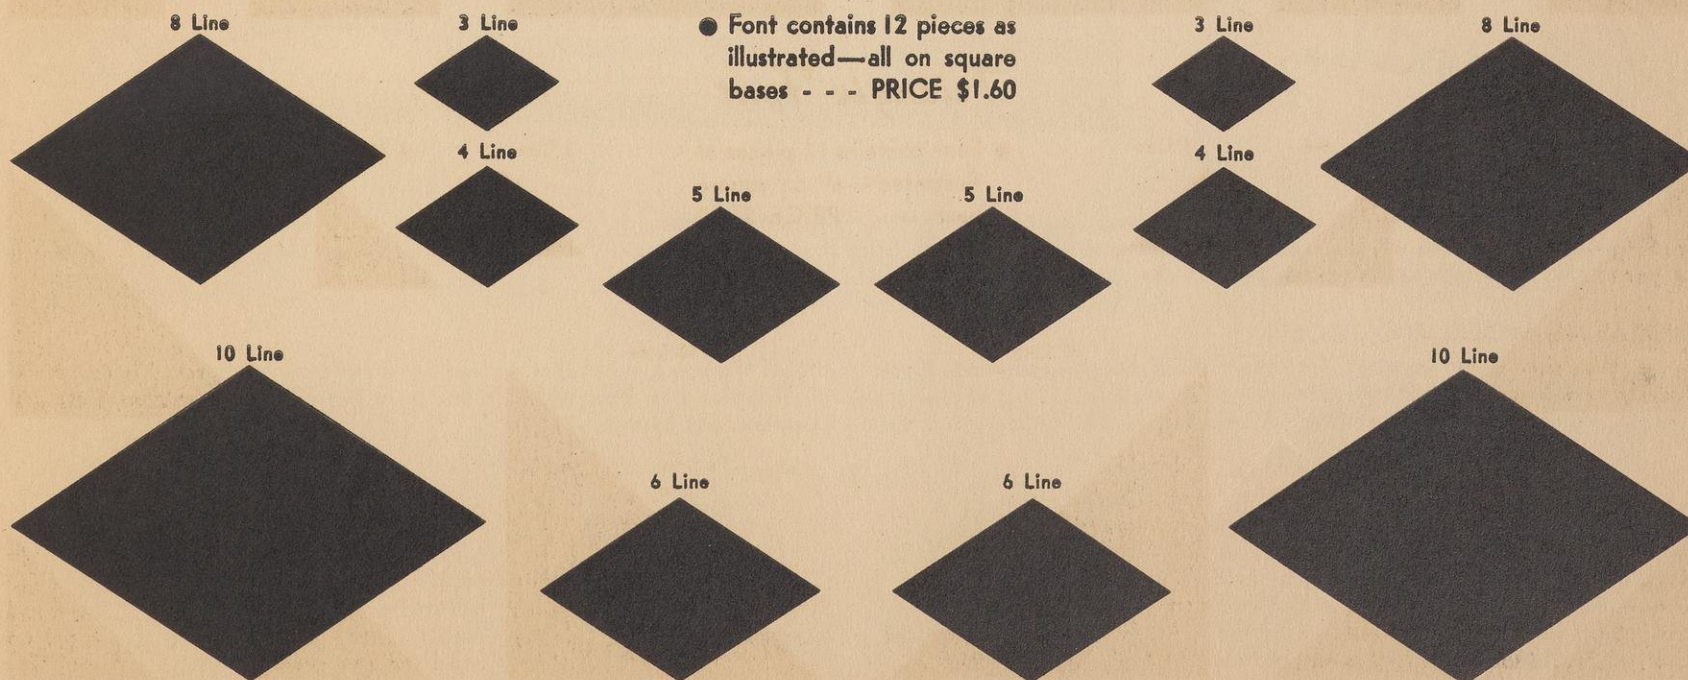 8 Line
3 Line
● Font contains 12 pieces as
illustrated—all on square
bases - - - PRICE $1.60
3 Line
8 Line
4 Line
4 Line
5 Line
5 Line
10 Line
10 Line
6 Line
6 Line